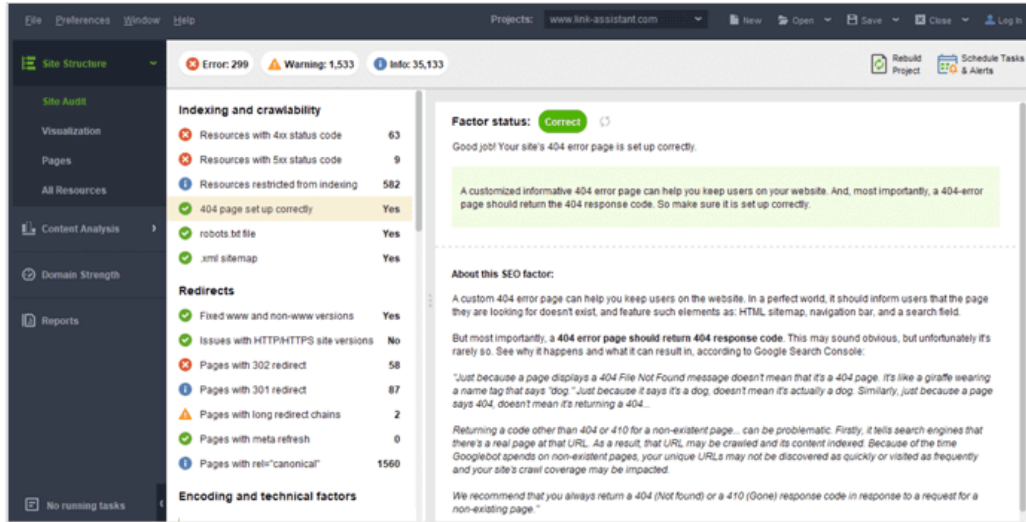 File Preferences Window Help Projects: www.link-assistant.com New Open Save Close Log In
Site Structure
Site Audit
Visualization
Pages
All Resources
Content Analysis
Domain Strength
Reports
No running tasks
Error: 299 Warning: 1,533 Info: 35,133
Rebuild
Project
Schedule Tasks
& Alerts
Indexing and crawlability
Resources with 4xx status code 63
Resources with 5xx status code 9
Resources restricted from indexing 582
404 page set up correctly Yes
robots.txt file Yes
.xml sitemap Yes
Redirects
Fixed www and non-www versions Yes
Issues with HTTP/HTTPS site versions No
Pages with 302 redirect 58
Pages with 301 redirect 87
Pages with long redirect chains 2
Pages with meta refresh 0
Pages with rel="canonical" 1560
Encoding and technical factors
Factor status: Correct
Good job! Your site's 404 error page is set up correctly.
A customized informative 404 error page can help you keep users on your website. And, most importantly, a 404-error
page should return the 404 response code. So make sure it is set up correctly.
About this SEO factor:
A custom 404 error page can help you keep users on the website. In a perfect world, it should inform users that the page
they are looking for doesn't exist, and feature such elements as: HTML sitemap, navigation bar, and a search field.
But most importantly, a 404 error page should return 404 response code. This may sound obvious, but unfortunately it's
rarely so. See why it happens and what it can result in, according to Google Search Console:
"Just because a page displays a 404 File Not Found message doesn't mean that it's a 404 page. It's like a giraffe wearing
a name tag that says "dog." Just because it says it's a dog, doesn't mean it's actually a dog. Similarly, just because a page
says 404, doesn't mean it's returning a 404...
Returning a code other than 404 or 410 for a non-existent page... can be problematic. Firstly, it tells search engines that
there's a real page at that URL. As a result, that URL may be crawled and its content indexed. Because of the time
Googlebot spends on non-existent pages, your unique URLs may not be discovered as quickly or visited as frequently
and your site's crawl coverage may be impacted.
We recommend that you always return a 404 (Not found) or a 410 (Gone) response code in response to a request for a
non-existing page."